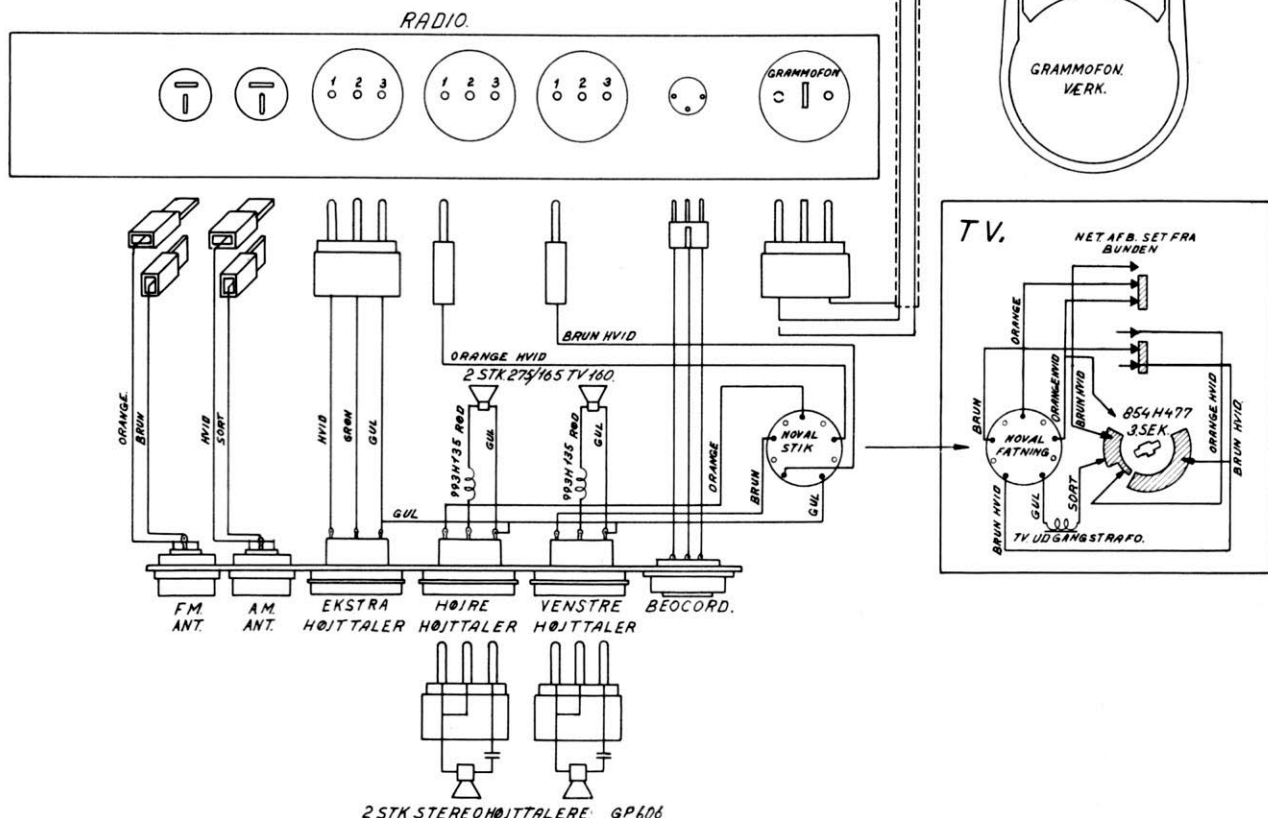 RADIO.
1 2 3
1 2 3
1 2 3
GRAMMOFON
GRAMMOFON.
VÆRK.
ORANGE.
BRUN
HVID
SORT
HVID
GRØN
GUL
ORANGE HVID
BRUN HVID
2 STK. 275/165 TV 160.
993H135 RØD
GUL
993H135 RØD
GUL
GUL
ORANGE
BRUN
GUL
NOVAL
STIK
FM.
ANT.
AM.
ANT.
EKSTRA
HØJTTALER
HØJRE
HØJTTALER
VENSTRE
HØJTTALER
BEOCORD.
2 STK STEREOHØJTTALERE: GP606
TV.
NET AFB. SET FRA
BUNDEN
ORANGE
BRUN
ORANGE HVID
BRUN HVID
854H477
3.SEK.
NOVAL
FATNING
ORANGE HVID
BRUN HVID.
BRUN HVID
GUL
SORT
TV. UDGANGSTRAFO.